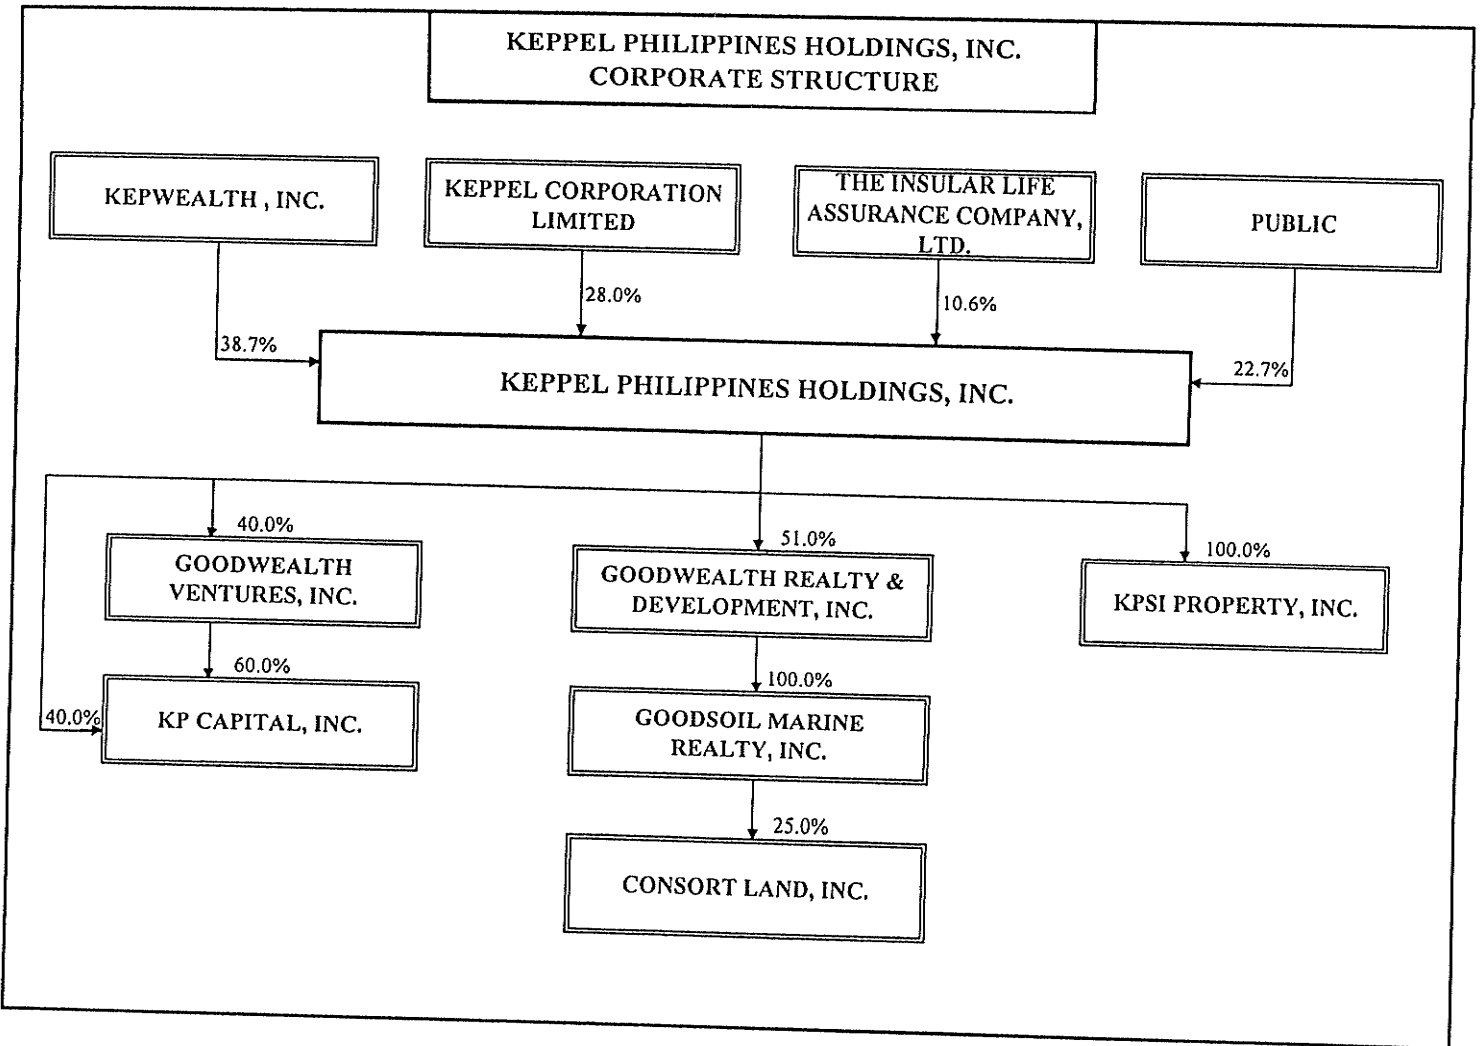 KEPPEL PHILIPPINES HOLDINGS, INC.
CORPORATE STRUCTURE
KEPWEALTH , INC.
KEPPEL CORPORATION
LIMITED
THE INSULAR LIFE
ASSURANCE COMPANY,
LTD.
PUBLIC
38.7%
28.0%
10.6%
22.7%
KEPPEL PHILIPPINES HOLDINGS, INC.
40.0%
51.0%
100.0%
GOODWEALTH
VENTURES, INC.
GOODWEALTH REALTY &
DEVELOPMENT, INC.
KPSI PROPERTY, INC.
60.0%
100.0%
40.0%
KP CAPITAL, INC.
GOODSOIL MARINE
REALTY, INC.
25.0%
CONSORT LAND, INC.